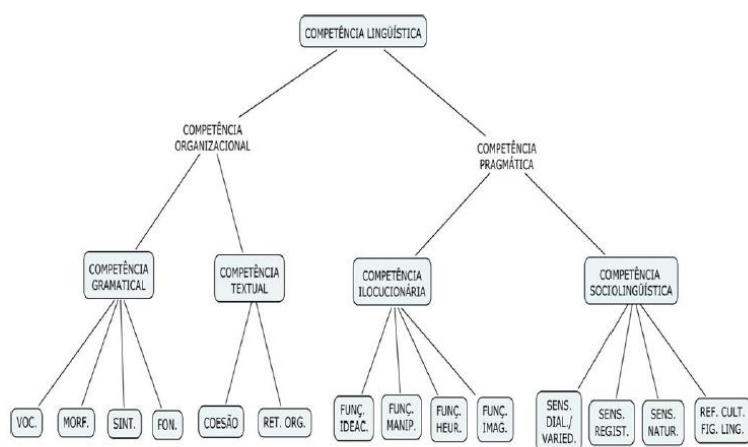 COMPETÊNCIA LINGÜÍSTICA
COMPETÊNCIA
ORGANIZACIONAL
COMPETÊNCIA
PRAGMÁTICA
COMPETÊNCIA
GRAMATICAL
COMPETÊNCIA
TEXTUAL
COMPETÊNCIA
ILOCUCIONÁRIA
COMPETÊNCIA
SOCIOLINGÜÍSTICA
VOC.
MORF.
SINT.
FON.
COESÃO
RET. ORG.
FUNÇ.
IDEAC.
FUNÇ.
MANIP.
FUNÇ.
HEUR.
FUNÇ.
IMAG.
SENS.
DIAL./
VARIED.
SENS.
REGIST.
SENS.
NATUR.
REF. CULT.
FIG. LING.